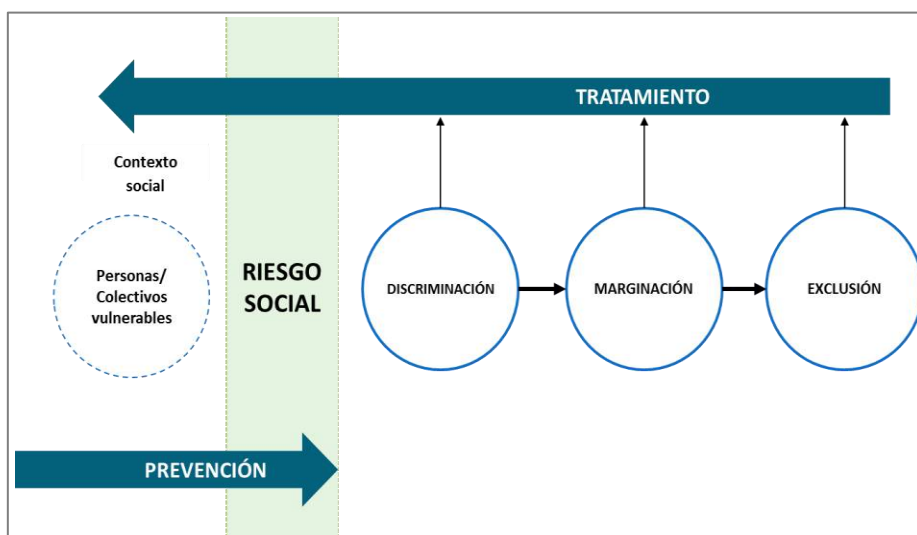 TRATAMIENTO
Contexto
social
Personas/
Colectivos
vulnerables
RIESGO
SOCIAL
DISCRIMINACIÓN
MARGINACIÓN
EXCLUSIÓN
PREVENCIÓN